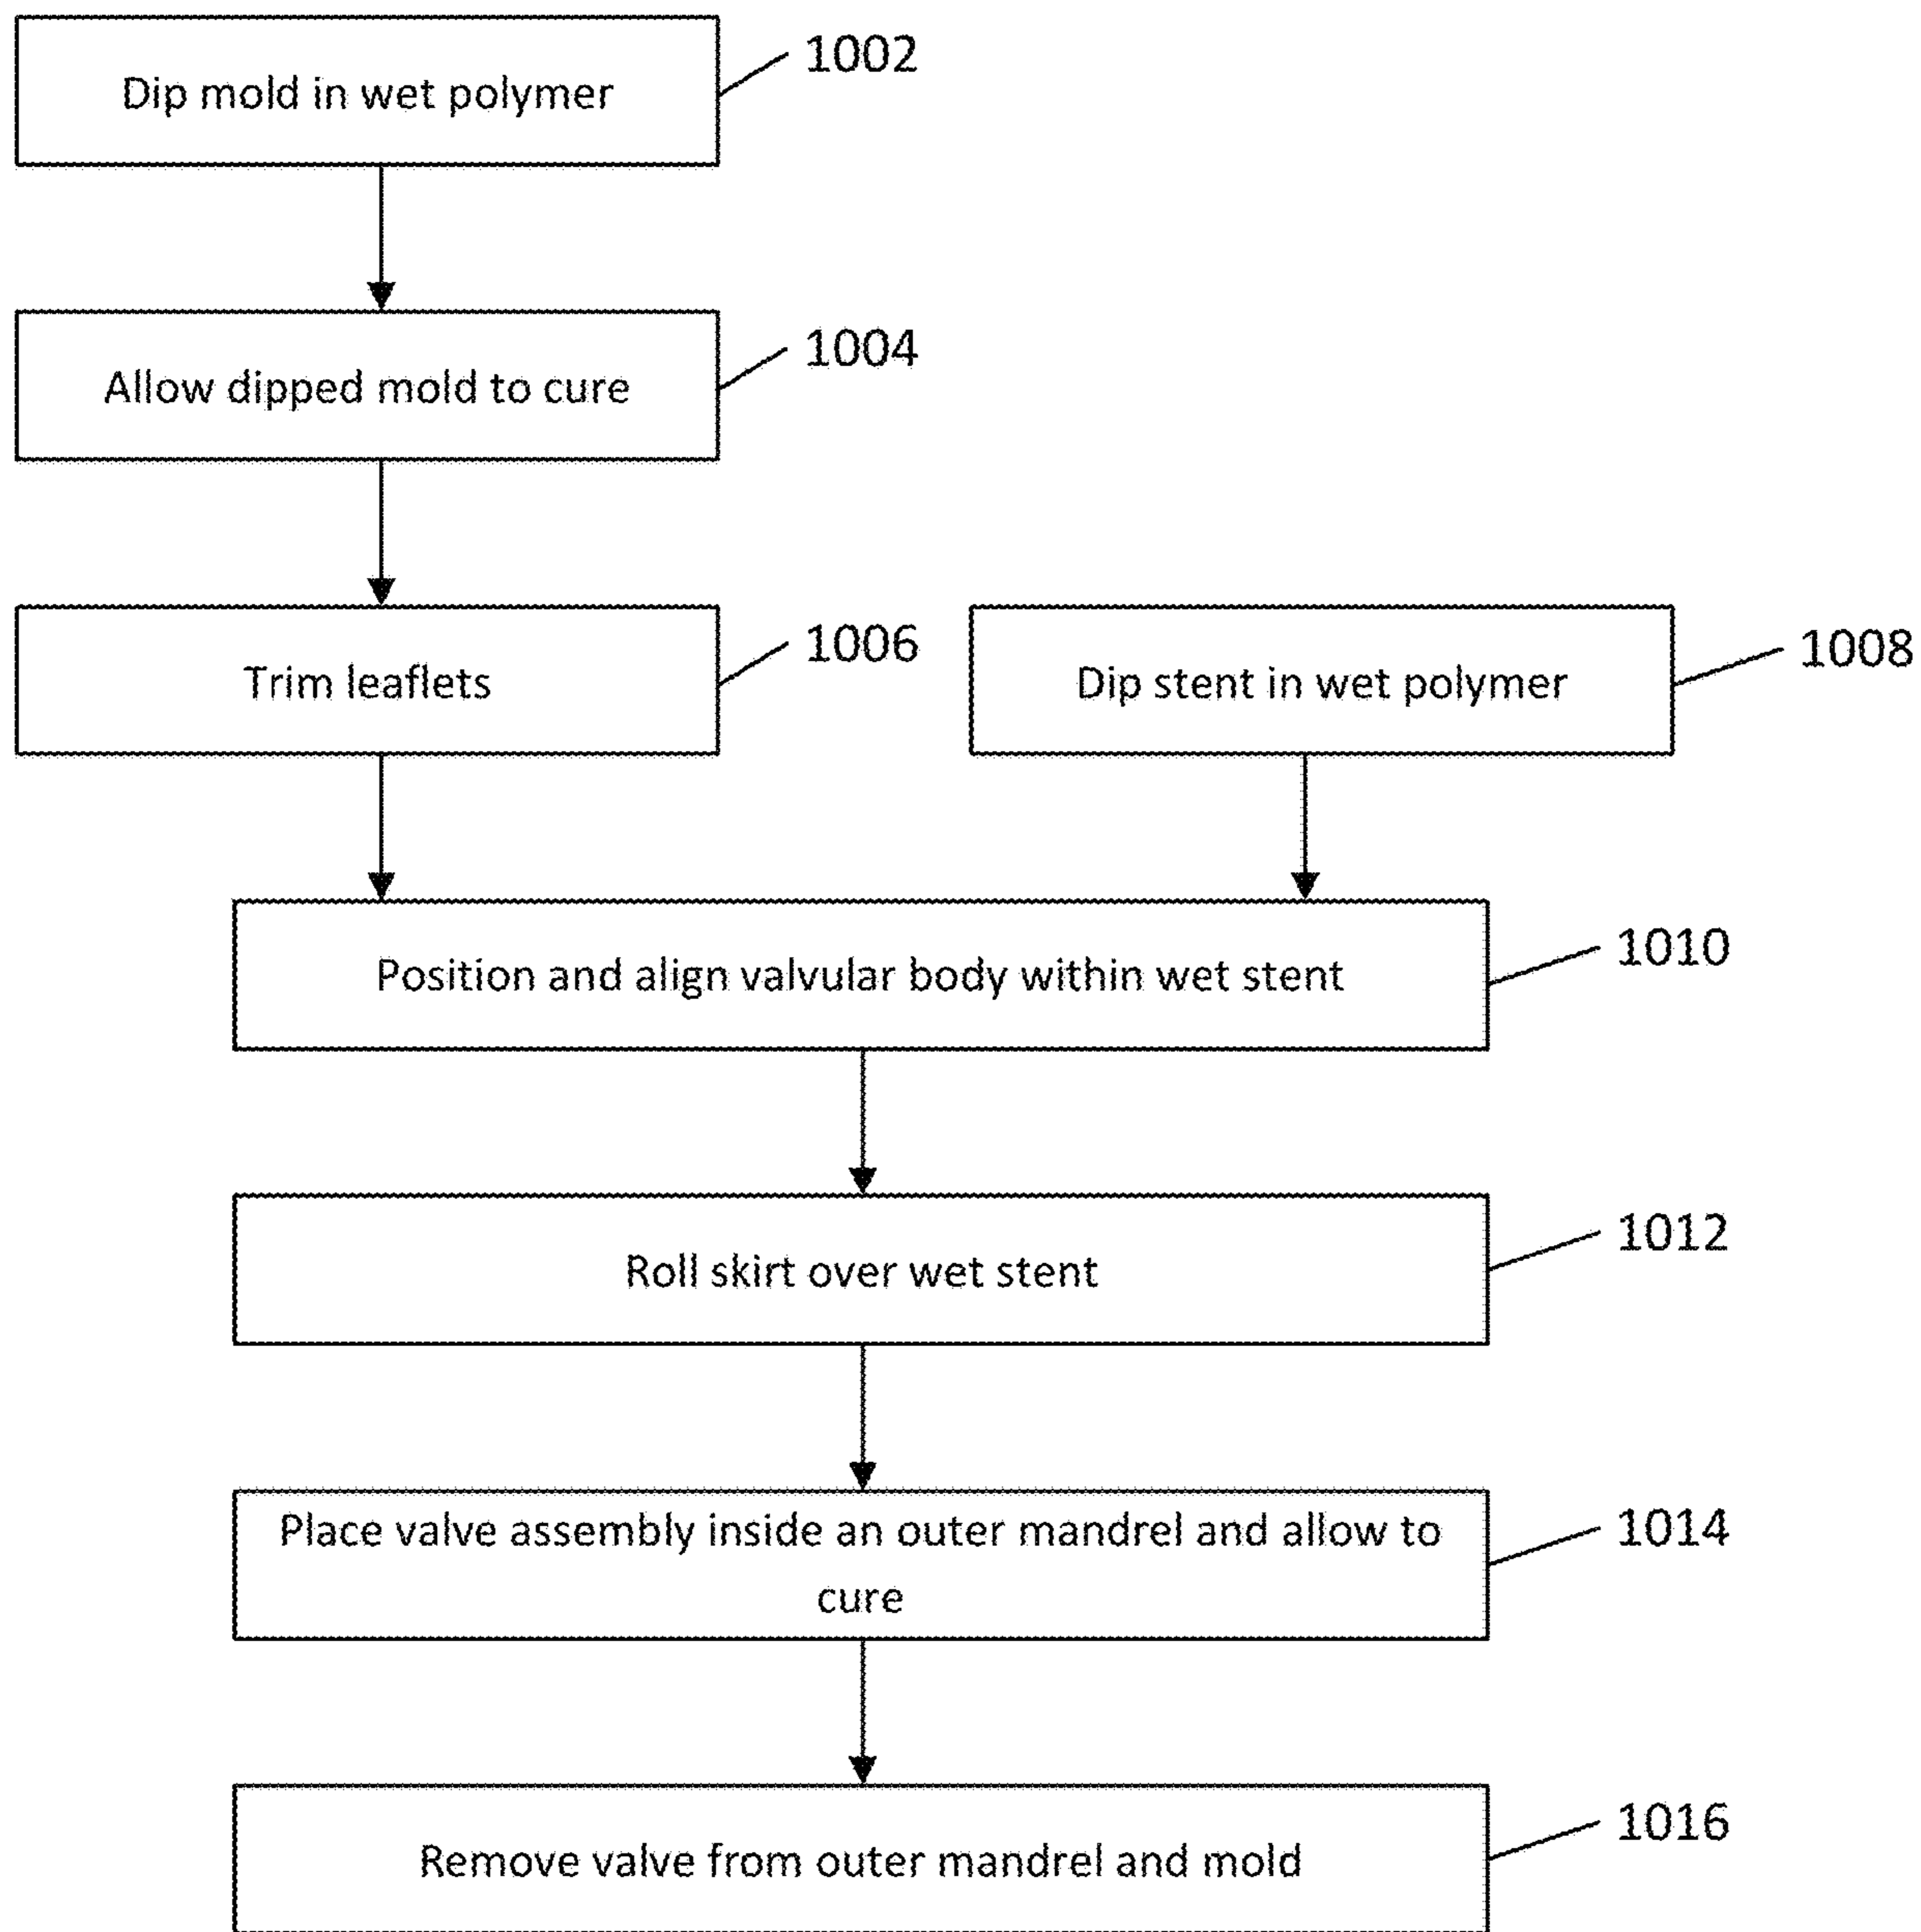 Dip mold in wet polymer
1002
Allow dipped mold to cure
1004
Trim leaflets
1006
Dip stent in wet polymer
1008
Position and align valvular body within wet stent
1010
Roll skirt over wet stent
1012
Place valve assembly inside an outer mandrel and allow to
cure
1014
Remove valve from outer mandrel and mold
1016